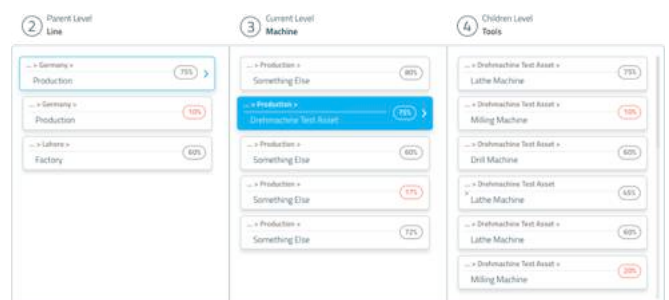 2
Parent Level
Line
... » Germany »
Production
75%
... » Germany »
Production
10%
... » Lahore »
Factory
60%
3
Current Level
Machine
... » Production »
Something Else
80%
... » Production »
Drehmachine Test Asset
75%
... » Production »
Something Else
60%
... » Production »
Something Else
17%
... » Production »
Something Else
72%
4
Children Level
Tools
... » Drehmachine Test Asset »
Lathe Machine
75%
... » Drehmachine Test Asset »
Milling Machine
10%
... » Drehmachine Test Asset »
Drill Machine
60%
... » Drehmachine Test Asset
»
Lathe Machine
45%
... » Drehmachine Test Asset »
Lathe Machine
60%
... » Drehmachine Test Asset »
Milling Machine
20%